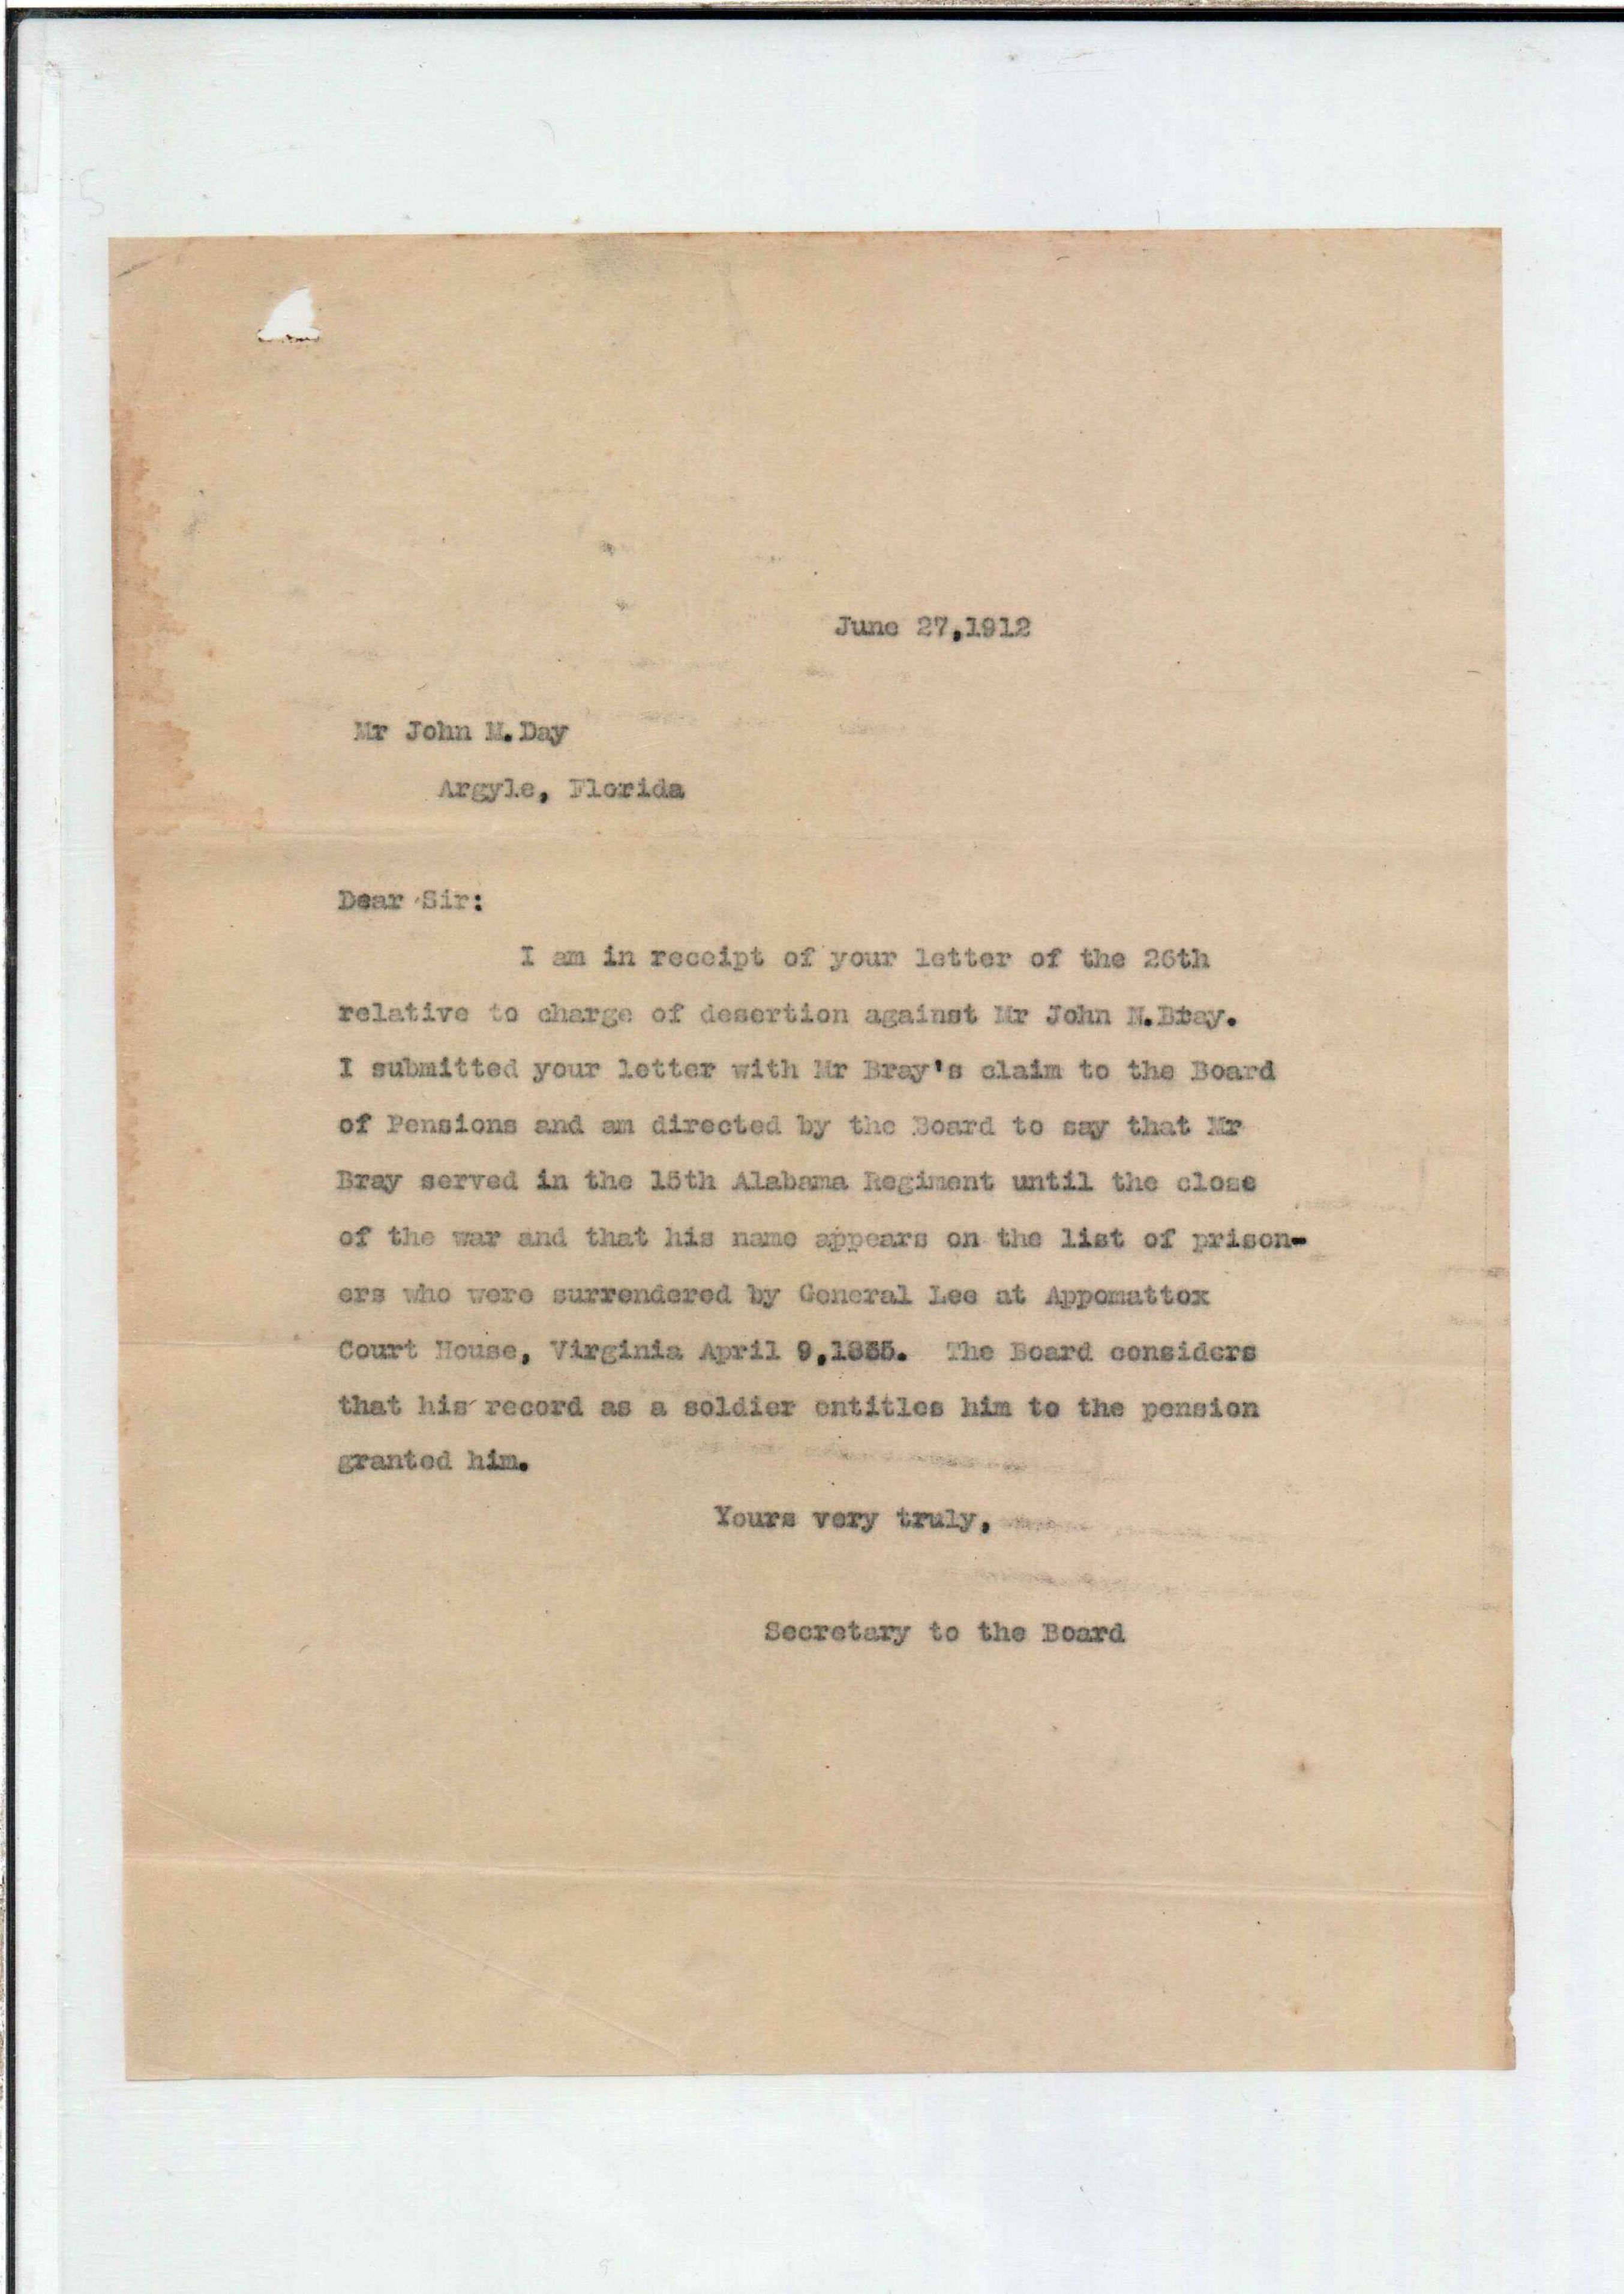 June 27,1912
Mr John M.Day
Argyle, Florida
Dear Sir:
I am in receipt of your letter of the 26th
relative to charge of desertion against Mr John N.Bray.
I submitted your letter with Mr Bray's claim to the Board
of Pensions and am directed by the Board to say that Mr
Bray served in the 15th Alabama Regiment until the close
of the war and that his name appears on the list of prison-
ers who were surrendered by General Lee at Appomattox
Court House, Virginia April 9,1865. The Board considers
that his record as a soldier entitles him to the pension
granted him.
Yours very truly,
Secretary to the Board